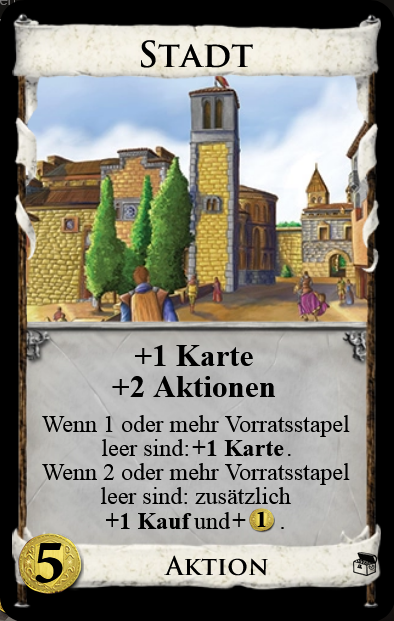 STADT
+1 Karte
+2 Aktionen
Wenn 1 oder mehr Vorratsstapel
leer sind: +1 Karte.
Wenn 2 oder mehr Vorratsstapel
leer sind: zusätzlich
+1 Kauf und + 1 .
5 AKTION